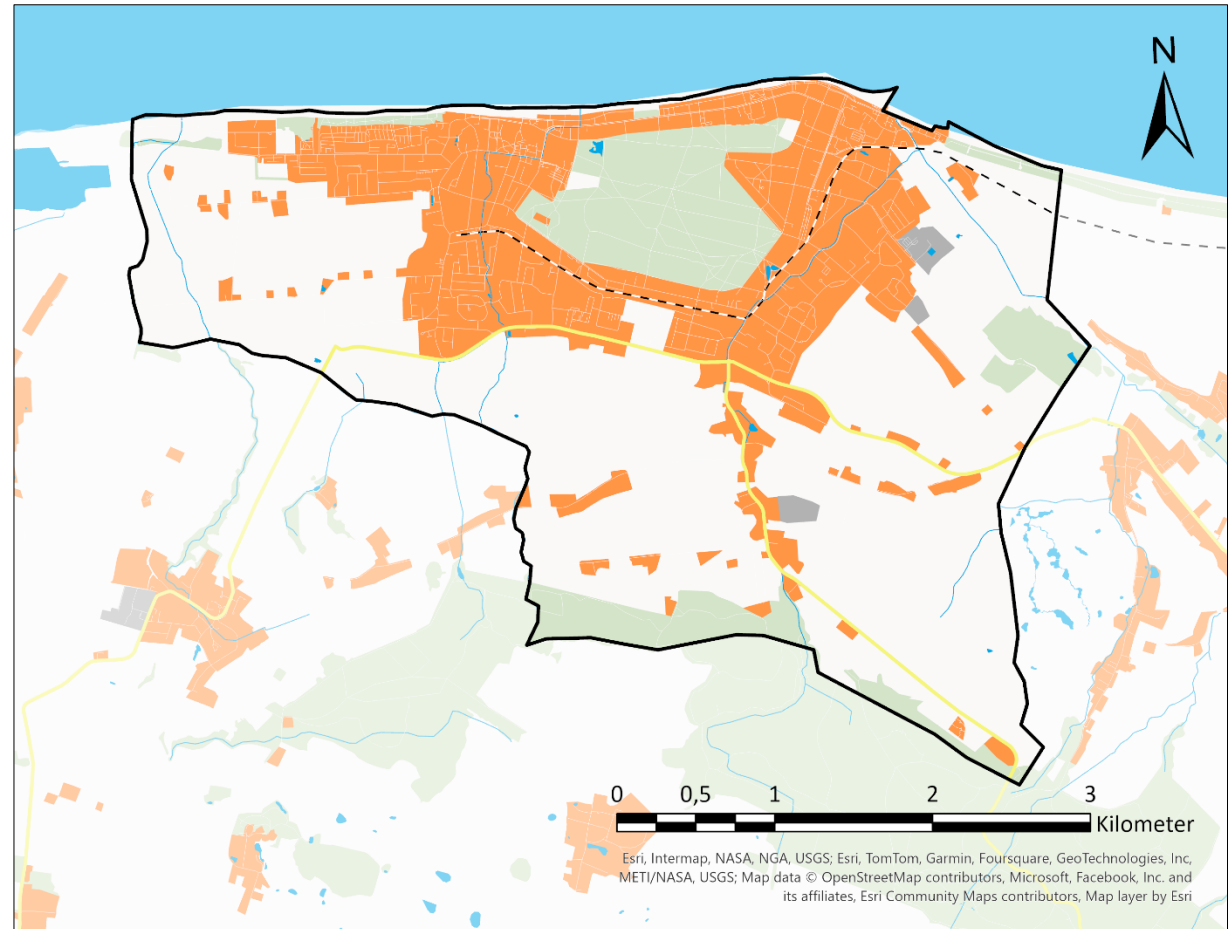 N
0 0,5 1 2 3
Kilometer
Esri, Intermap, NASA, NGA, USGS; Esri, TomTom, Garmin, Foursquare, GeoTechnologies, Inc,
METI/NASA, USGS; Map data © OpenStreetMap contributors, Microsoft, Facebook, Inc. and
its affiliates, Esri Community Maps contributors, Map layer by Esri